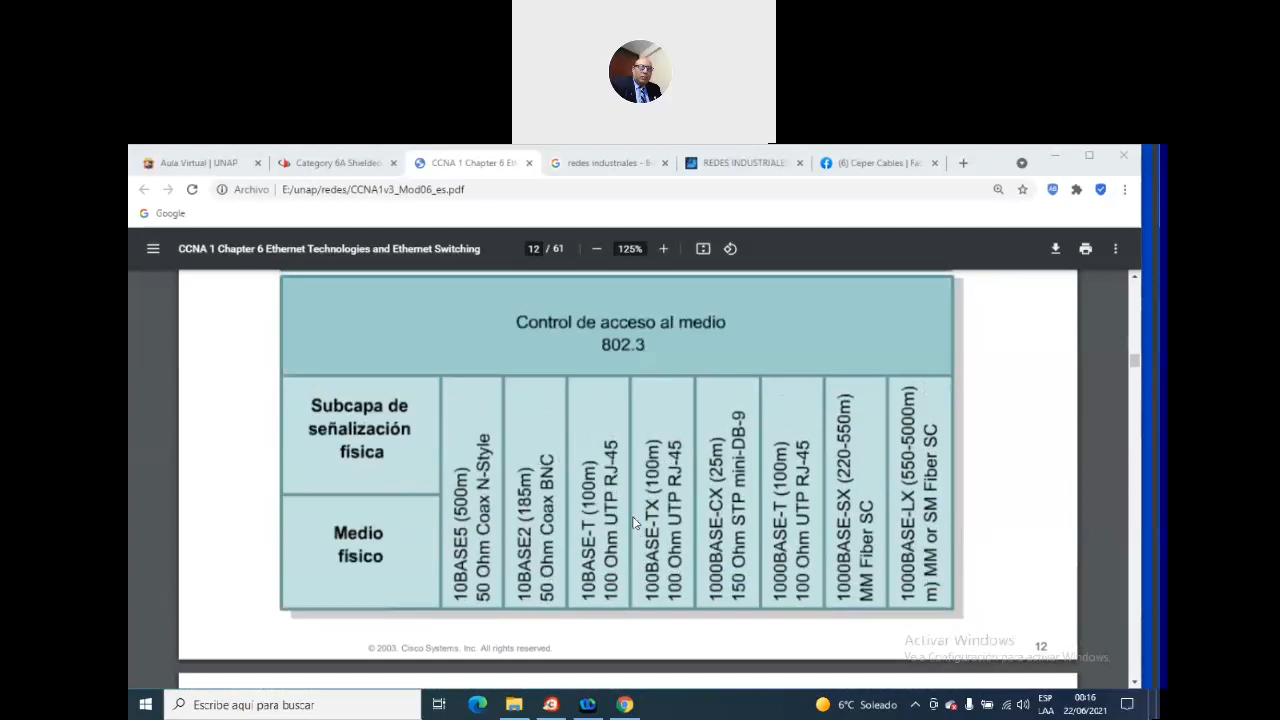 Aula Virtual | UNAP
Category 6A Shielded
CCNA 1 Chapter 6 Eth
redes industriales - B
REDES INDUSTRIALE
(6) Ceper Cables | Fa
Archivo | E:/unap/redes/CCNA1v3_Mod06_es.pdf
Google
CCNA 1 Chapter 6 Ethernet Technologies and Ethernet Switching
12 / 61
125%
Control de acceso al medio
802.3
Subcapa de
señalización
física
Medio
físico
10BASE5 (500m)
50 Ohm Coax N-Style
10BASE2 (185m)
50 Ohm Coax BNC
10BASE-T (100m)
100 Ohm UTP RJ-45
100BASE-TX (100m)
100 Ohm UTP RJ-45
1000BASE-CX (25m)
150 Ohm STP mini-DB-9
1000BASE-T (100m)
100 Ohm UTP RJ-45
1000BASE-SX (220-550m)
MM Fiber SC
1000BASE-LX (550-5000m)
m) MM or SM Fiber SC
© 2003, Cisco Systems, Inc. All rights reserved.
12
Activar Windows
Ve a Configuración para activar Windows.
Escribe aquí para buscar
6°C Soleado
ESP
LAA
00:16
22/06/2021